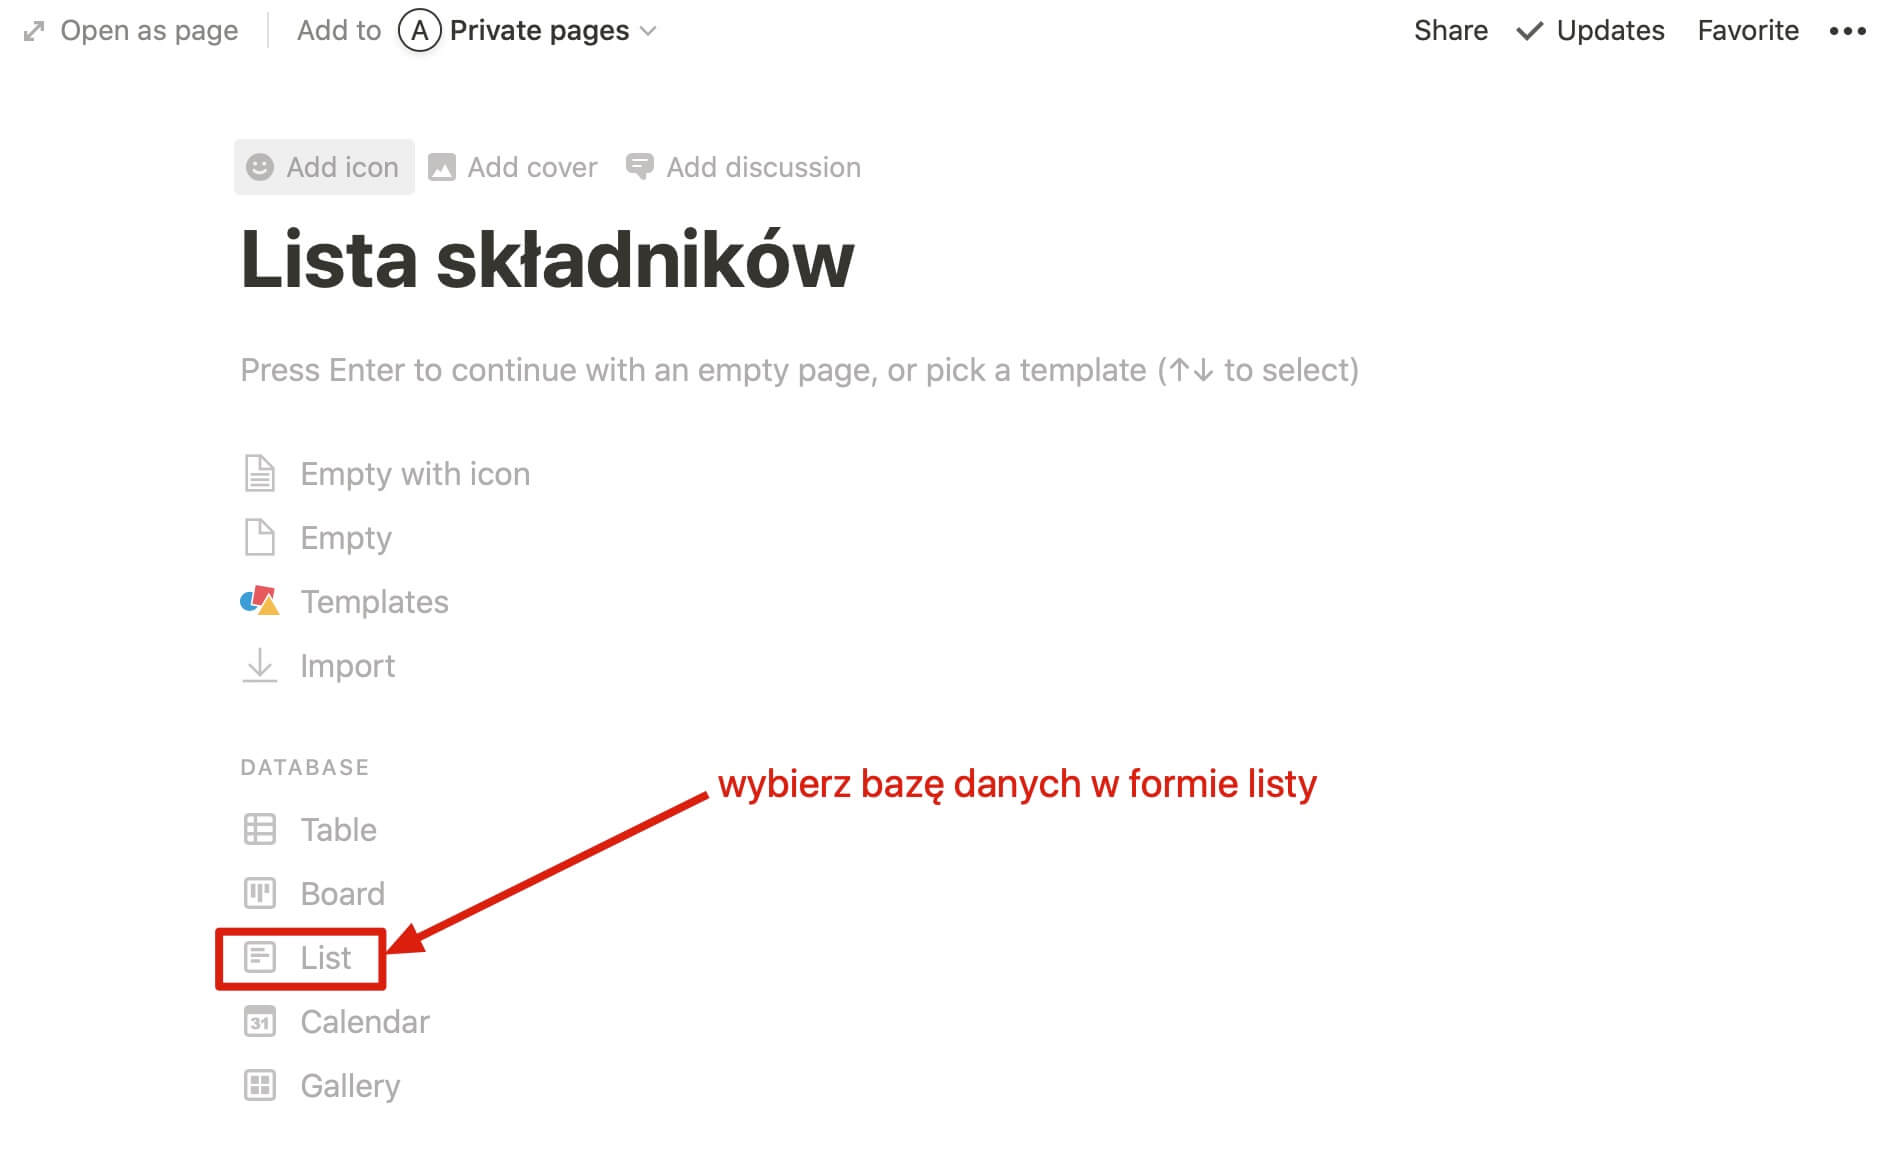 Open as page Add to A Private pages Share Updates Favorite
Add icon Add cover Add discussion
Lista składników
Press Enter to continue with an empty page, or pick a template (↑↓ to select)
Empty with icon
Empty
Templates
Import
DATABASE
wybierz bazę danych w formie listy
Table
Board
List
31 Calendar
Gallery